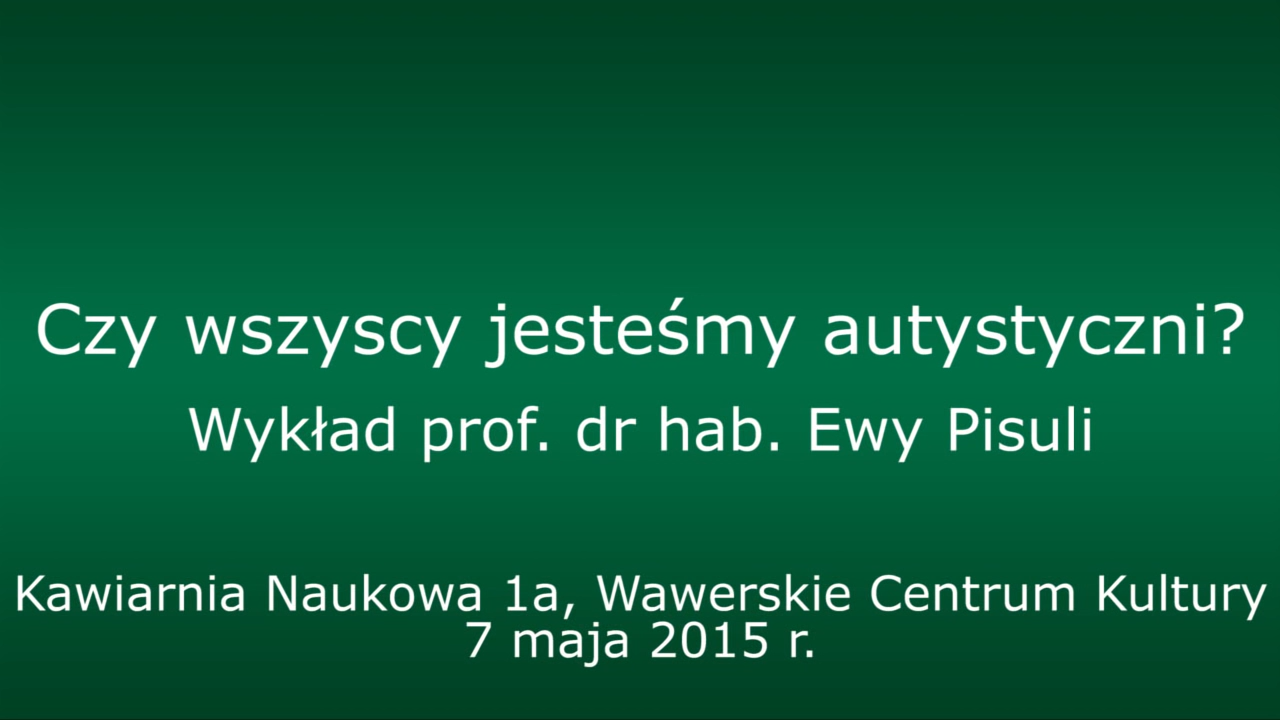 Czy wszyscy jesteśmy autystyczni?
Wykład prof. dr hab. Ewy Pisuli
Kawiarnia Naukowa 1a, Wawerskie Centrum Kultury
7 maja 2015 r.